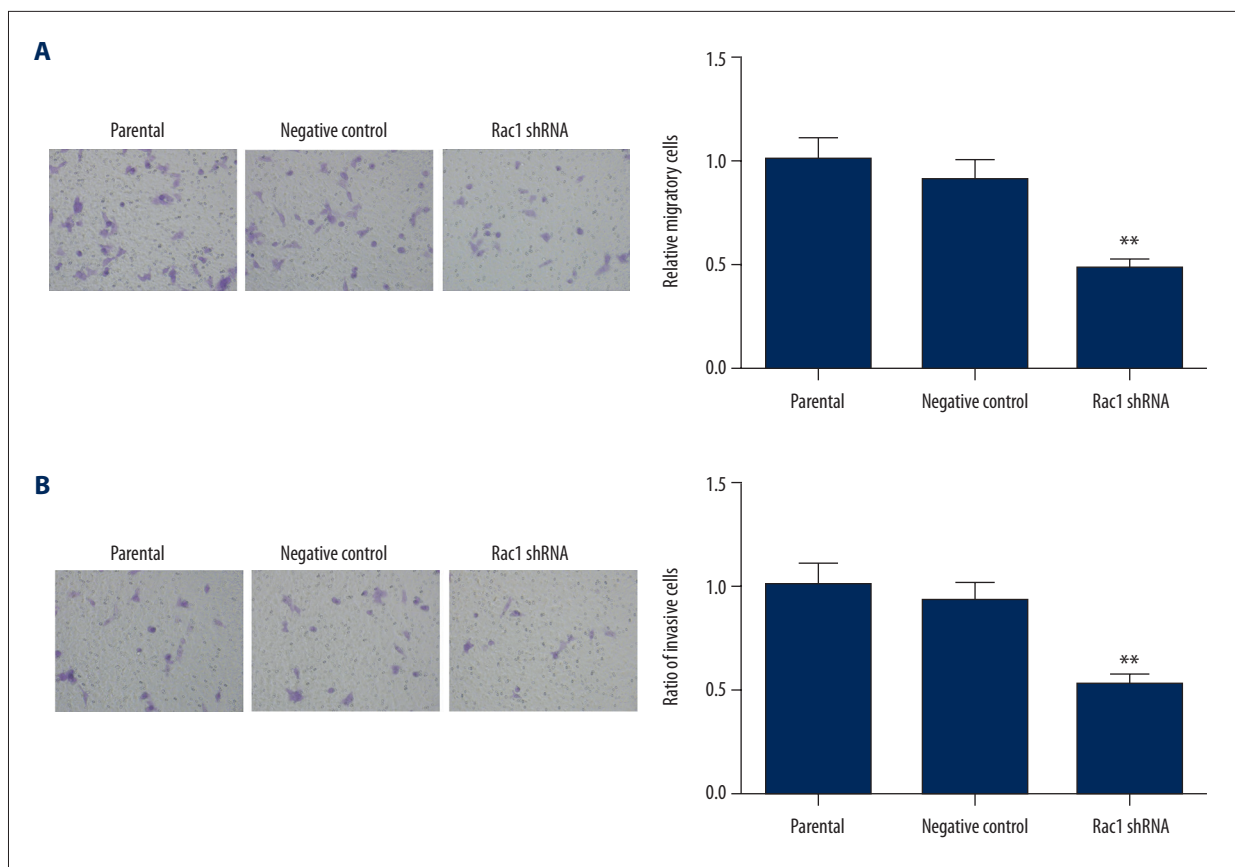 A
Parental Negative control Rac1 shRNA
1.5
1.0
0.5
0.0
Relative migratory cells
**
Parental Negative control Rac1 shRNA
B
Parental Negative control Rac1 shRNA
1.5
1.0
0.5
0.0
Ratio of invasive cells
**
Parental Negative control Rac1 shRNA